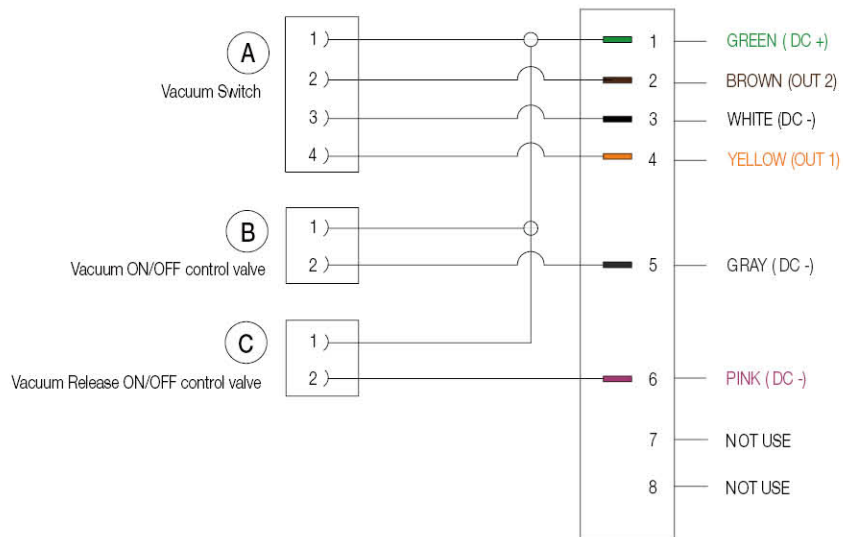 A
Vacuum Switch
1
2
3
4
B
Vacuum ON/OFF control valve
1
2
C
Vacuum Release ON/OFF control valve
1
2
1 GREEN ( DC +)
2 BROWN (OUT 2)
3 WHITE (DC -)
4 YELLOW (OUT 1)
5 GRAY ( DC -)
6 PINK ( DC -)
7 NOT USE
8 NOT USE